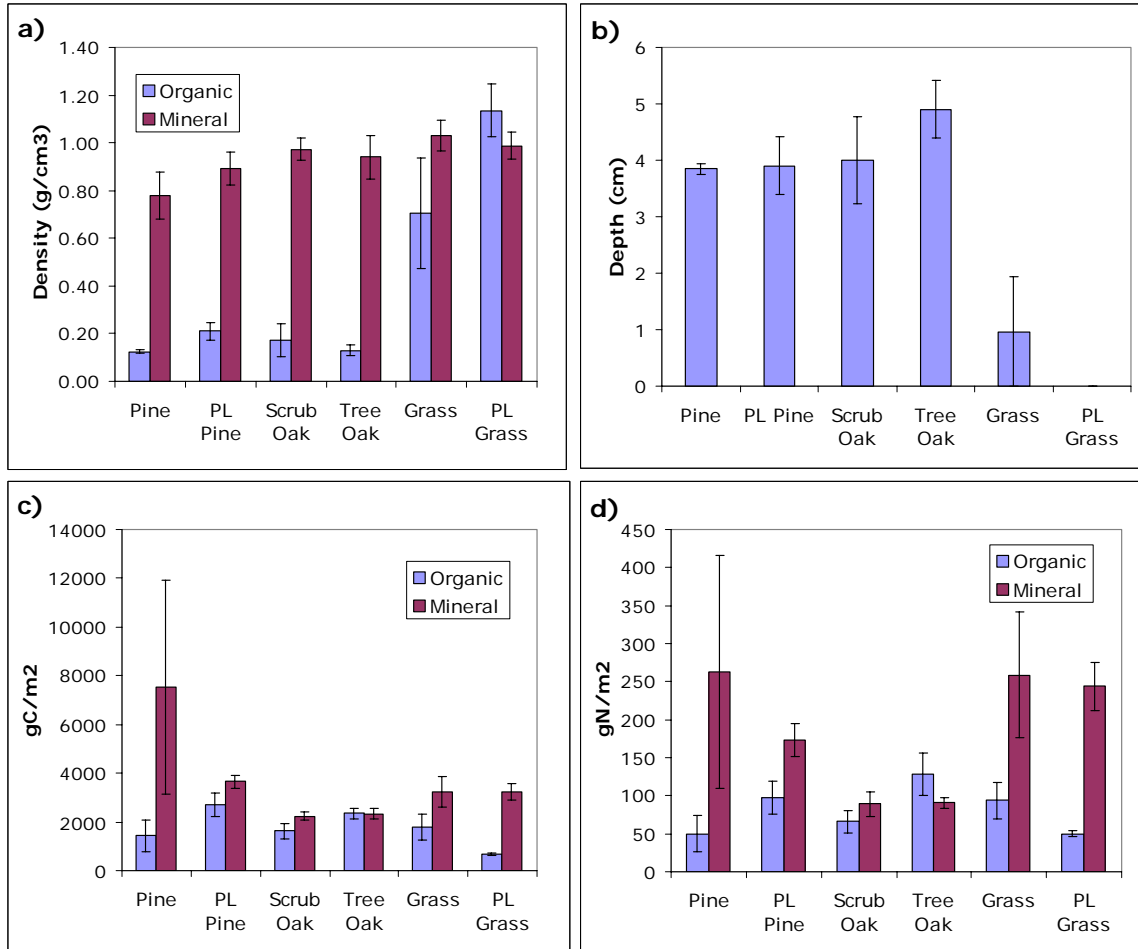 a)
1.40
1.20
1.00
0.80
0.60
0.40
0.20
0.00
Density (g/cm3)
Organic
Mineral
Pine
PL
Pine
Scrub
Oak
Tree
Oak
Grass
PL
Grass
b)
6
5
4
3
2
1
0
Depth (cm)
Pine
PL Pine
Scrub
Oak
Tree
Oak
Grass
PL
Grass
c)
14000
12000
10000
8000
6000
4000
2000
0
gC/m2
Organic
Mineral
Pine
PL
Pine
Scrub
Oak
Tree
Oak
Grass
PL
Grass
d)
450
400
350
300
250
200
150
100
50
0
gN/m2
Organic
Mineral
Pine
PL
Pine
Scrub
Oak
Tree
Oak
Grass
PL
Grass